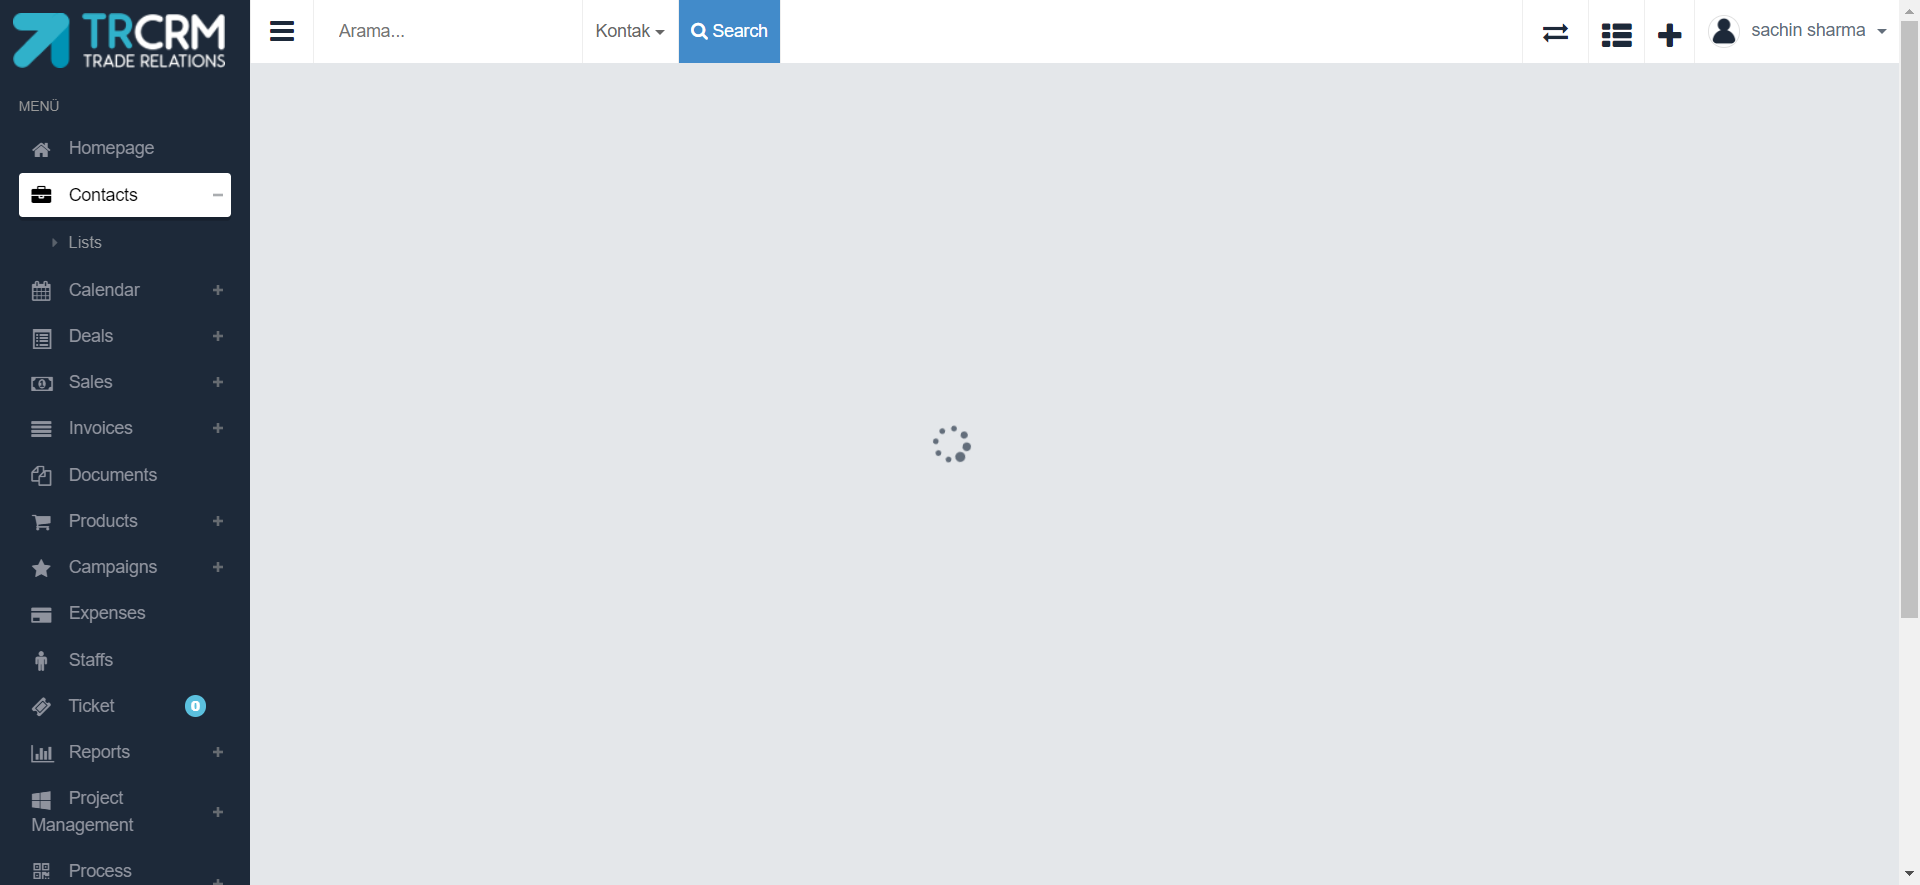 TRCRM
TRADE RELATIONS
Arama...
Kontak
Search
sachin sharma
MENÜ
Homepage
Contacts
Lists
Calendar
Deals
Sales
Invoices
Documents
Products
Campaigns
Expenses
Staffs
Ticket 0
Reports
Project
Management
Process